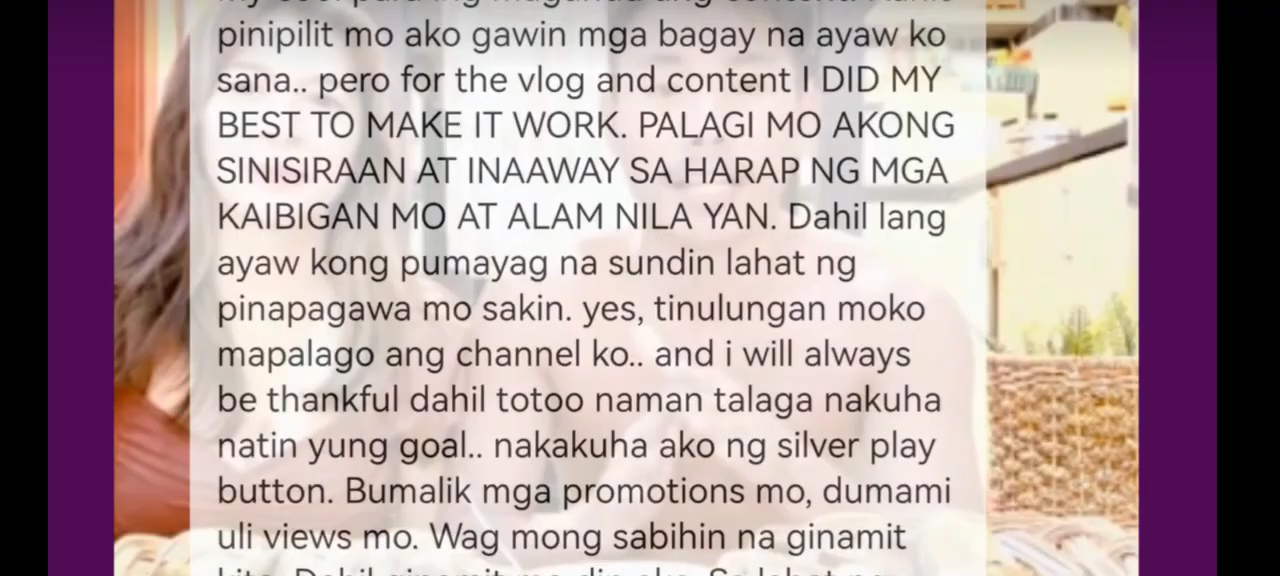 pinipilit mo ako gawin mga bagay na ayaw ko
sana.. pero for the vlog and content I DID MY
BEST TO MAKE IT WORK. PALAGI MO AKONG
SINISIRAAN AT INAAWAY SA HARAP NG MGA
KAIBIGAN MO AT ALAM NILA YAN. Dahil lang
ayaw kong pumayag na sundin lahat ng
pinapagawa mo sakin. yes, tinulungan moko
mapalago ang channel ko.. and i will always
be thankful dahil totoo naman talaga nakuha
natin yung goal.. nakakuha ako ng silver play
button. Bumalik mga promotions mo, dumami
uli views mo. Wag mong sabihin na ginamit